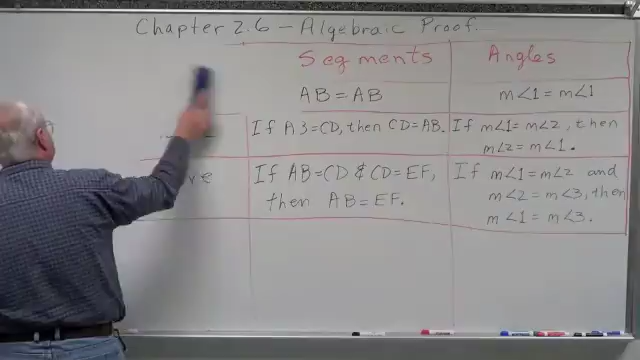 Chapter 2.6 - Algebraic Proof
Segments
Angles
AB = AB
m∠1 = m∠1
If A3=CD, then CD=AB.
If m∠1=m∠2, then
m∠2=m∠1.
If AB=CD & CD=EF,
then AB=EF.
If m∠1=m∠2 and
m∠2=m∠3, then
m∠1=m∠3.